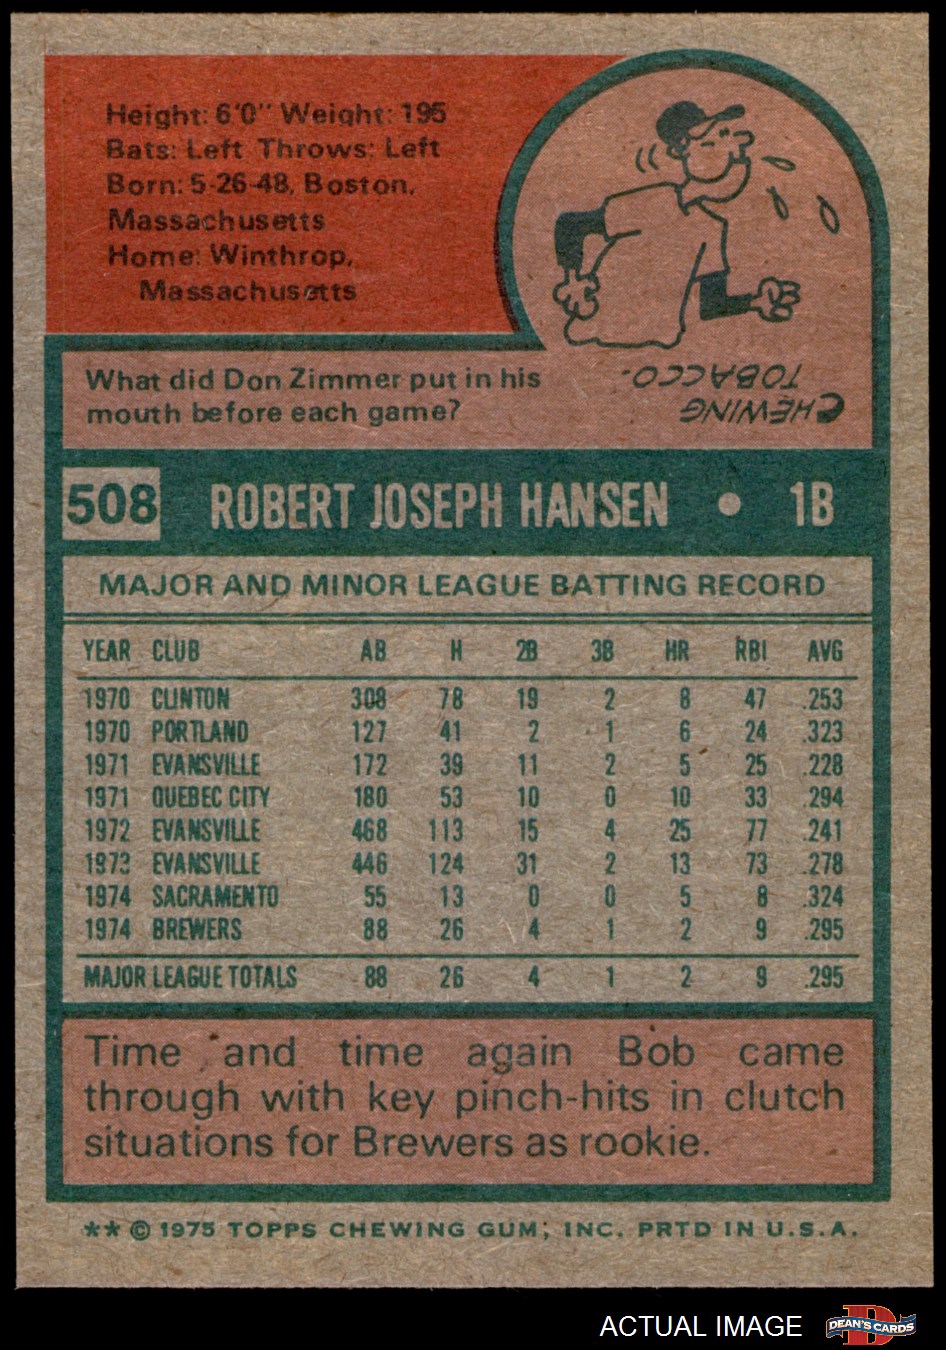 Height: 6'0" Weight: 195
Bats: Left Throws: Left
Born: 5-26-48, Boston,
Massachusetts
Home: Winthrop,
Massachusetts
What did Don Zimmer put in his
mouth before each game?
CHEWING
TOBACCO.
508 ROBERT JOSEPH HANSEN • 1B
MAJOR AND MINOR LEAGUE BATTING RECORD
YEAR CLUB AB H 2B 3B HR RBI AVG
1970 CLINTON 308 78 19 2 8 47 .253
1970 PORTLAND 127 41 2 1 6 24 .323
1971 EVANSVILLE 172 39 11 2 5 25 .228
1971 QUEBEC CITY 180 53 10 0 10 33 .294
1972 EVANSVILLE 468 113 15 4 25 77 .241
1973 EVANSVILLE 446 124 31 2 13 73 .278
1974 SACRAMENTO 55 13 0 0 5 8 .324
1974 BREWERS 88 26 4 1 2 9 .295
MAJOR LEAGUE TOTALS 88 26 4 1 2 9 .295
Time and time again Bob came
through with key pinch-hits in clutch
situations for Brewers as rookie.
** © 1975 TOPPS CHEWING GUM, INC. PRTD IN U.S.A.
ACTUAL IMAGE D DEAN'S CARDS